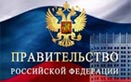 ПРАВИТЕЛЬСТВО
РОССИЙСКОЙ ФЕДЕРАЦИИ